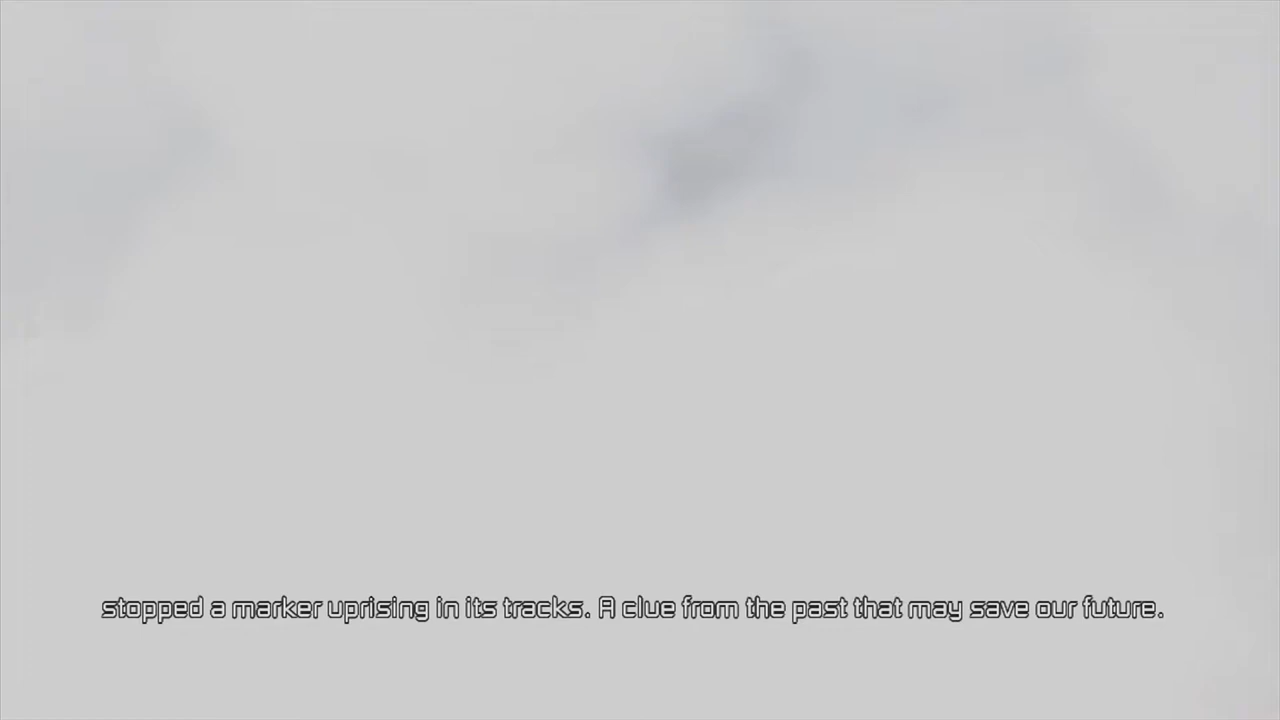 stopped a marker uprising in its tracks. A clue from the past that may save our future.